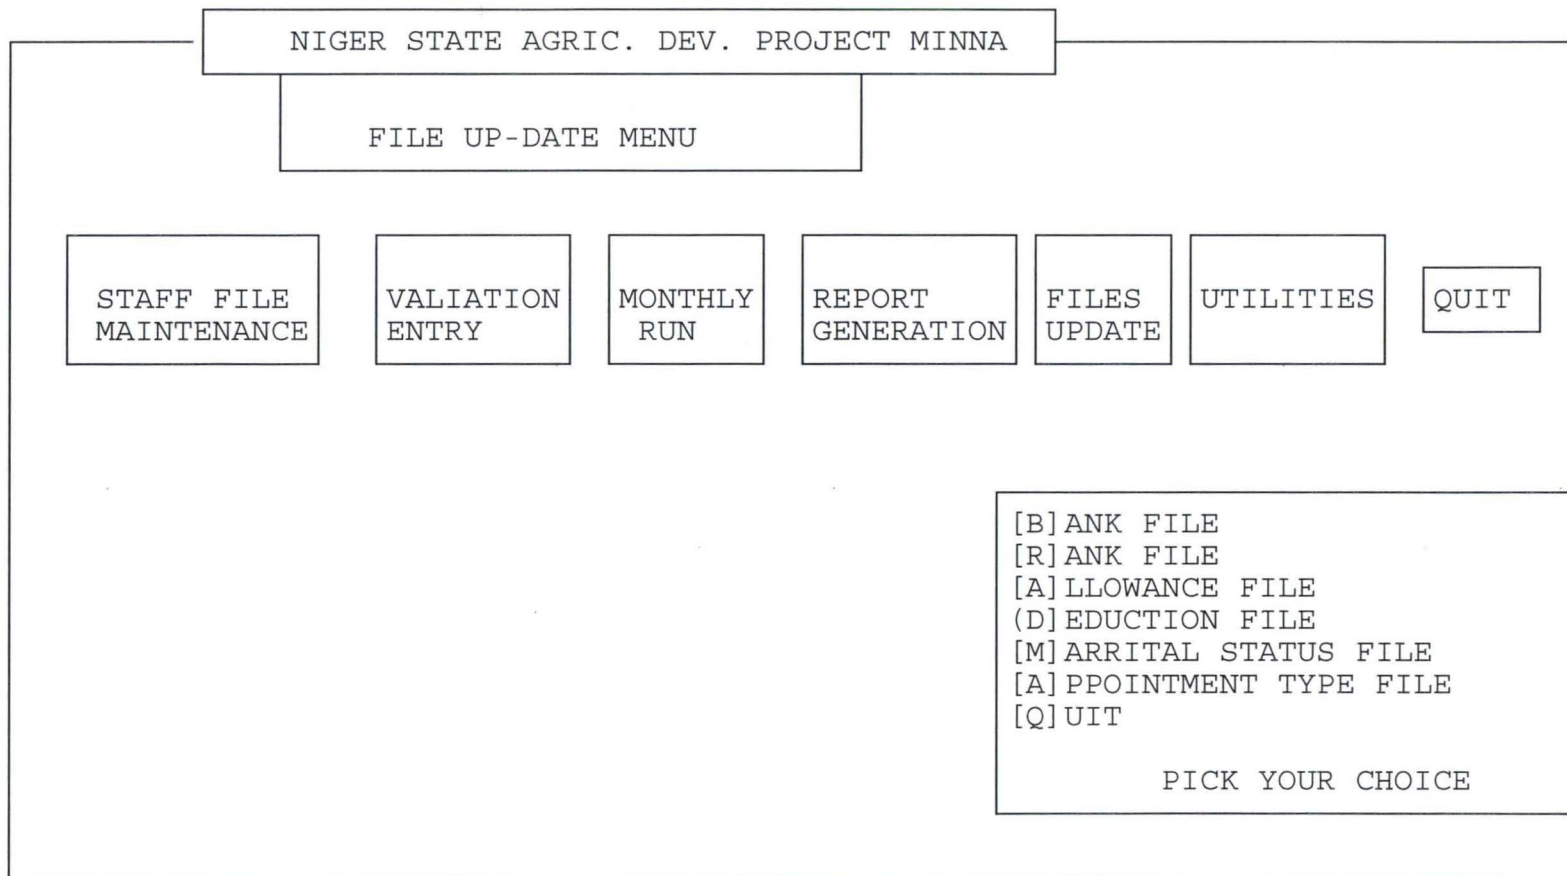 NIGER STATE AGRIC. DEV. PROJECT MINNA
FILE UP-DATE MENU
STAFF FILE
MAINTENANCE
VALIATION
ENTRY
MONTHLY
RUN
REPORT
GENERATION
FILES
UPDATE
UTILITIES
QUIT
[B]ANK FILE
[R]ANK FILE
[A]LLOWANCE FILE
(D]EDUCTION FILE
[M]ARRITAL STATUS FILE
[A]PPOINTMENT TYPE FILE
[Q]UIT
PICK YOUR CHOICE